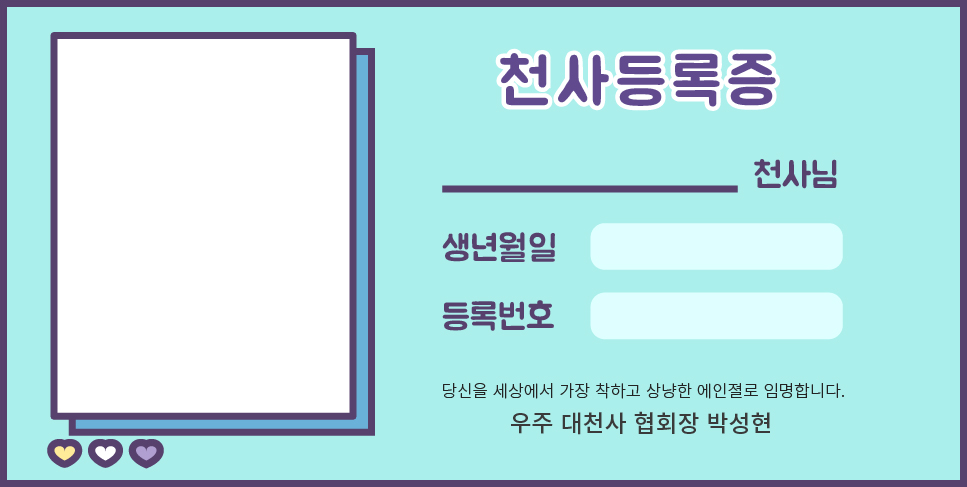 천사등록증
천사님
생년월일
등록번호
당신을 세상에서 가장 착하고 상냥한 에인졀로 임명합니다.
우주 대천사 협회장 박성현